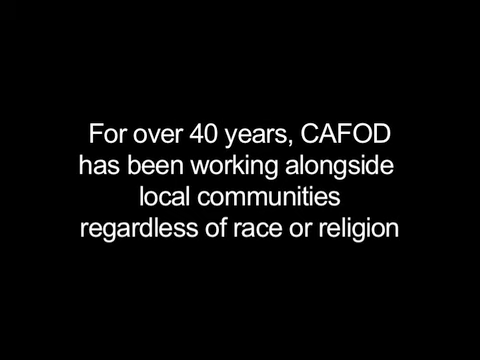 For over 40 years, CAFOD
has been working alongside
local communities
regardless of race or religion